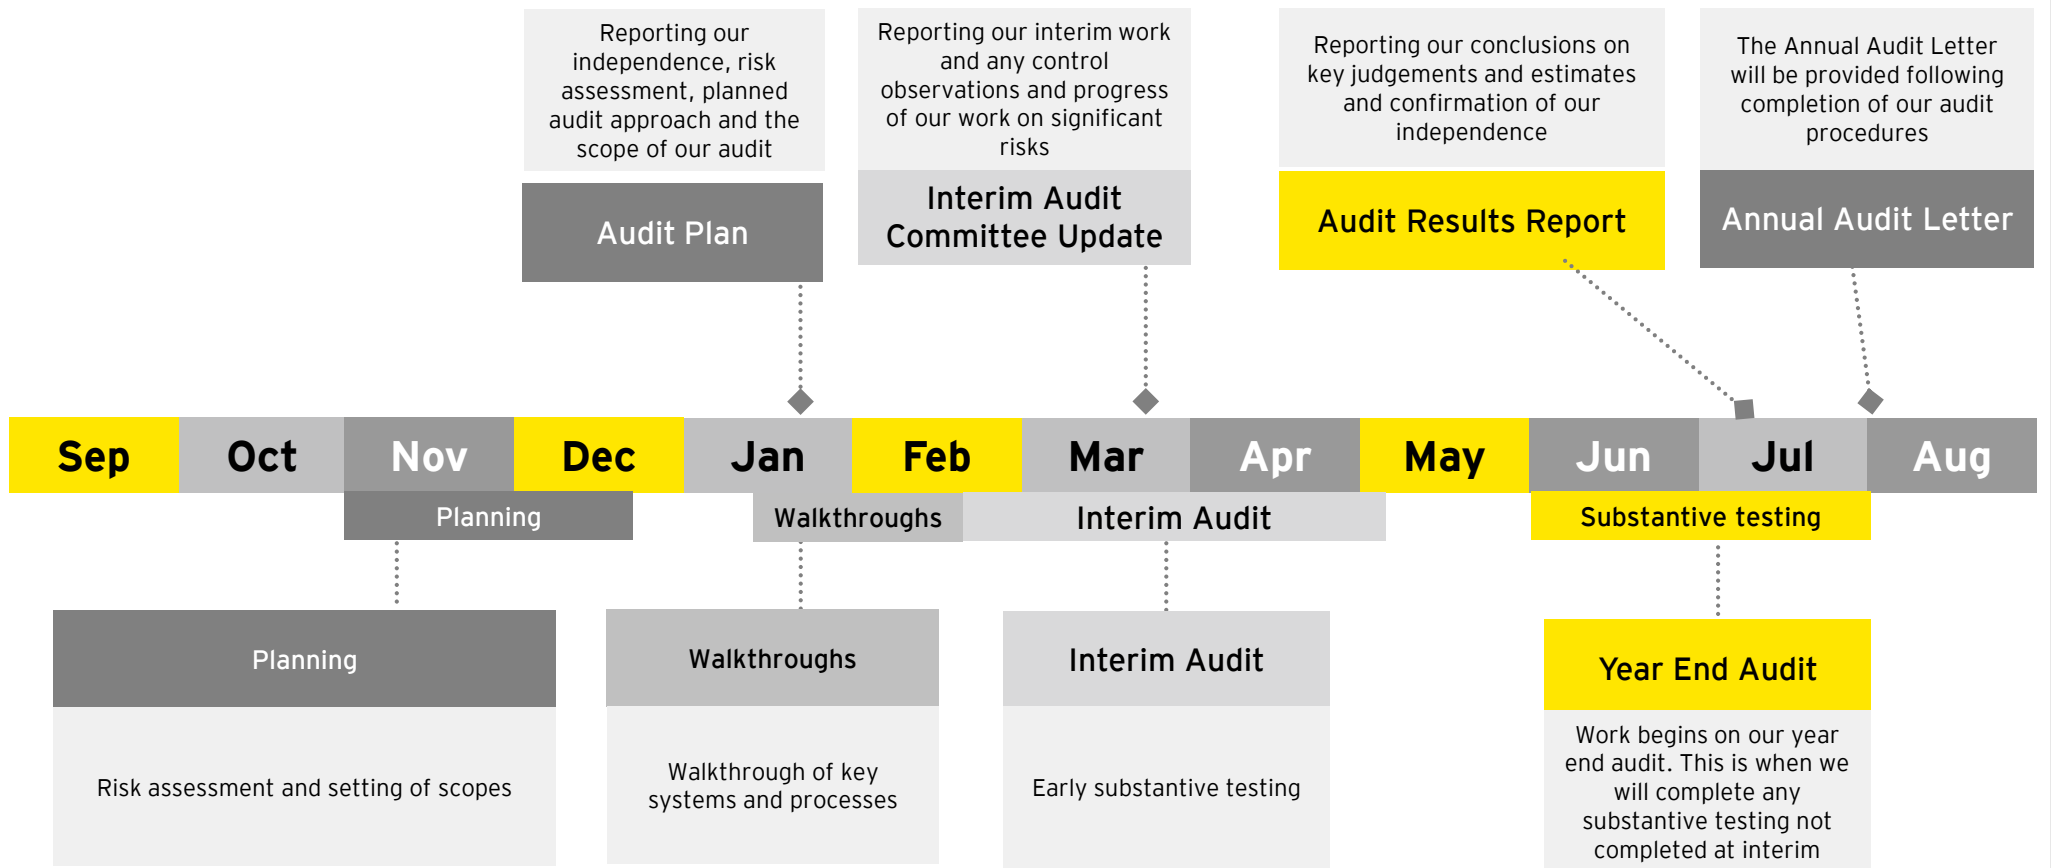 Reporting our
independence, risk
assessment, planned
audit approach and the
scope of our audit
Audit Plan
Reporting our interim work
and any control
observations and progress
of our work on significant
risks
Interim Audit
Committee Update
Reporting our conclusions on
key judgements and estimates
and confirmation of our
independence
Audit Results Report
The Annual Audit Letter
will be provided following
completion of our audit
procedures
Annual Audit Letter
Sep Oct Nov Dec Jan Feb Mar Apr May Jun Jul Aug
Planning Walkthroughs Interim Audit Substantive testing
Planning
Risk assessment and setting of scopes
Walkthroughs
Walkthrough of key
systems and processes
Interim Audit
Early substantive testing
Year End Audit
Work begins on our year
end audit. This is when we
will complete any
substantive testing not
completed at interim